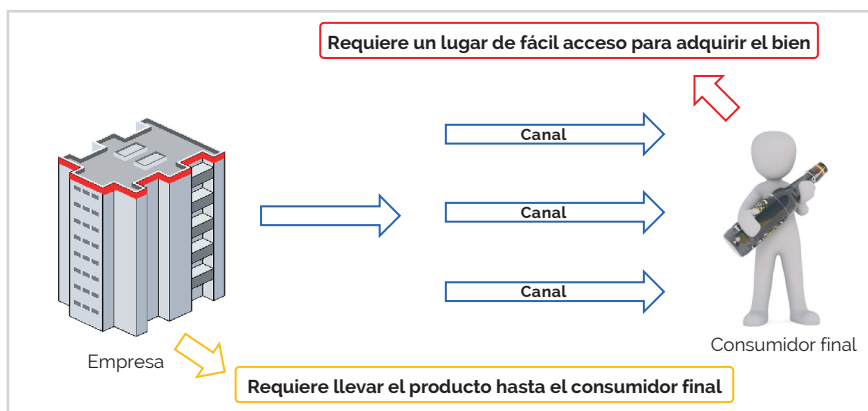 Requiere un lugar de fácil acceso para adquirir el bien
Canal
Canal
Canal
Consumidor final
Empresa
Requiere llevar el producto hasta el consumidor final